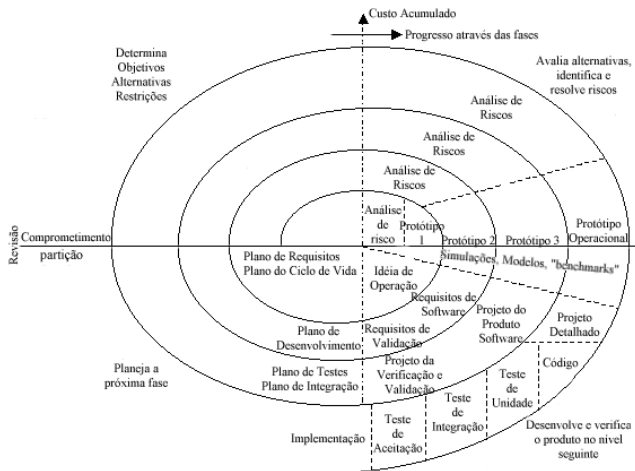 Custo Acumulado
Progresso através das fases
Determina
Objetivos
Alternativas
Restrições
Avalia alternativas,
identifica e
resolve riscos
Análise de
Riscos
Análise de
Riscos
Análise de
Riscos
Análise
de
risco
Protótipo
1
Protótipo 2
Protótipo 3
Protótipo
Operacional
Revisão
Comprometimento
partição
Simulações, Modelos, "benchmarks"
Plano de Requisitos
Plano do Ciclo de Vida
Idéia de
Operação
Requisitos de
Software
Projeto do
Produto
Software
Projeto
Detalhado
Plano de
Desenvolvimento
Requisitos de
Validação
Código
Planeja a
próxima fase
Plano de Testes
Plano de Integração
Projeto da
Verificação e
Validação
Teste
de
Unidade
Teste
de
Integração
Teste
de
Aceitação
Implementação
Desenvolve e verifica
o produto no nível
seguinte